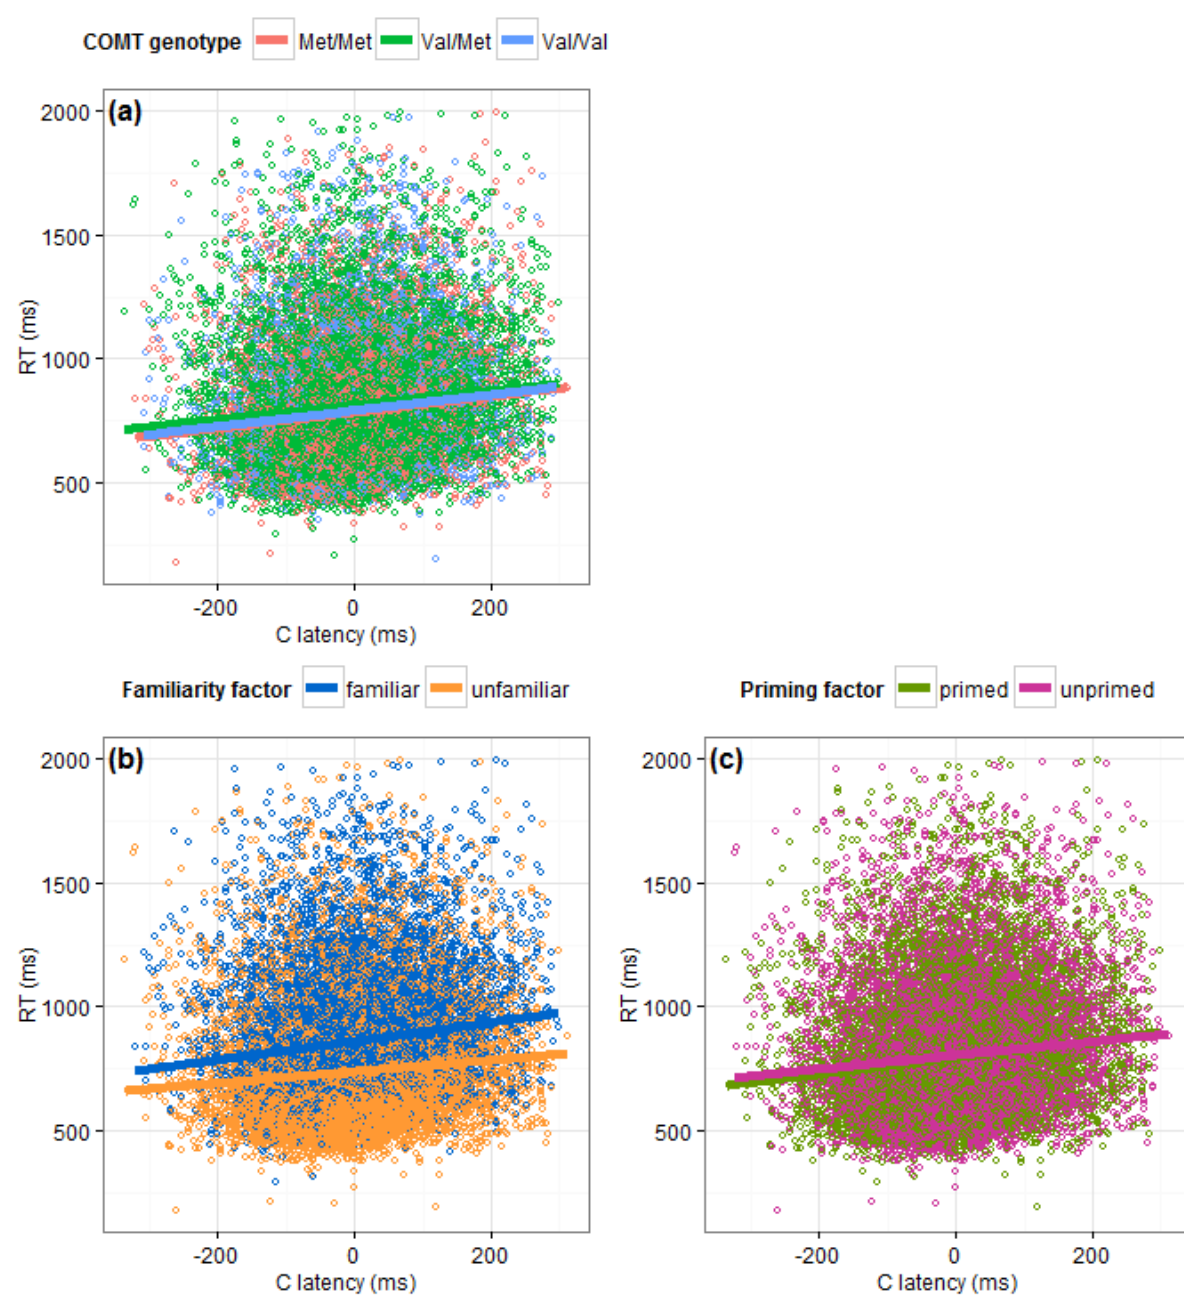 COMT genotype Met/Met Val/Met Val/Val
(a)
2000
1500
1000
500
RT (ms)
-200 0 200
C latency (ms)
Familiarity factor familiar unfamiliar
(b)
2000
1500
1000
500
RT (ms)
-200 0 200
C latency (ms)
Priming factor primed unprimed
(c)
2000
1500
1000
500
RT (ms)
-200 0 200
C latency (ms)